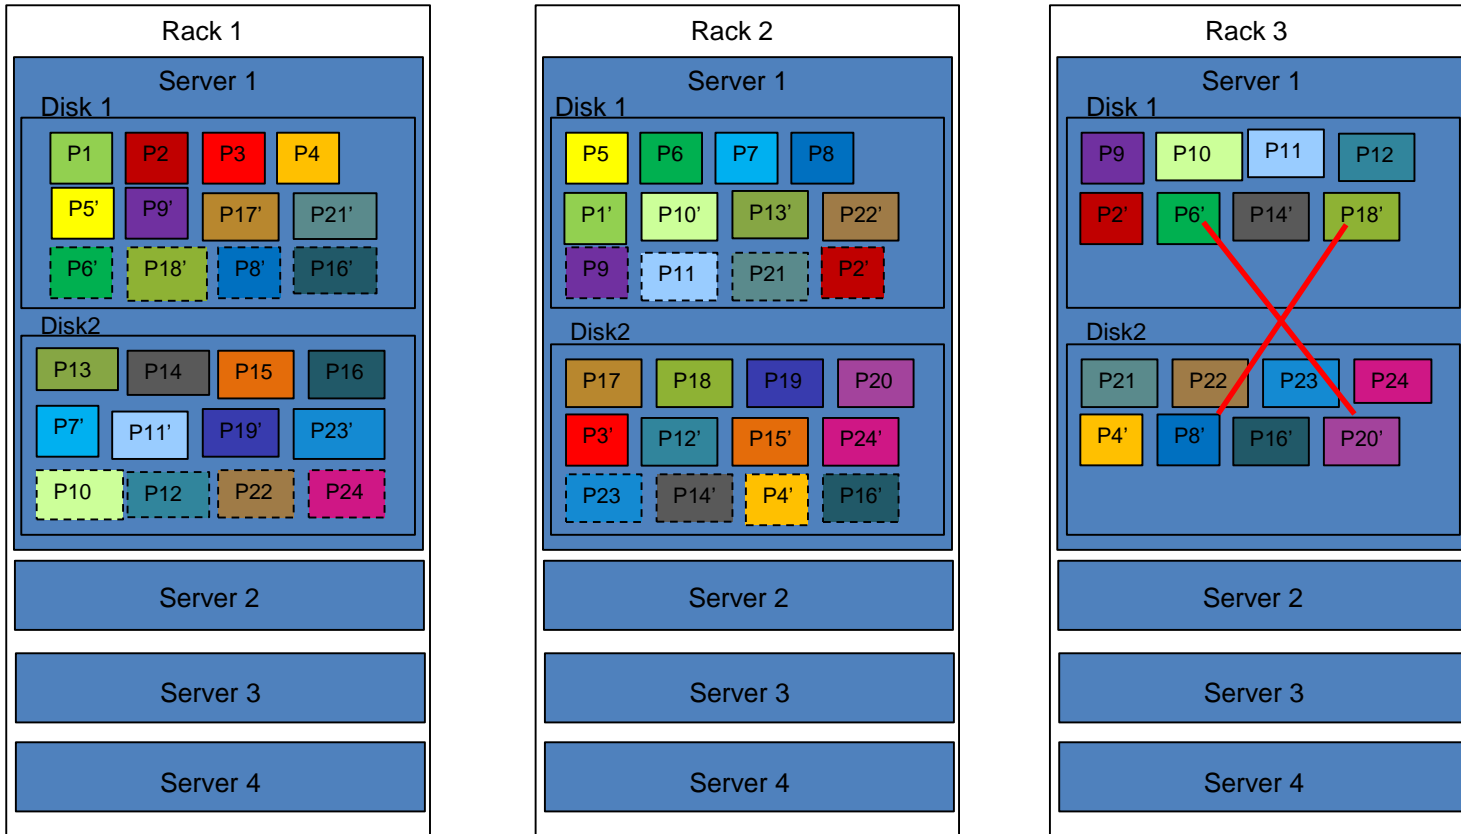 Rack 1
Server 1
Disk 1
P1 P2 P3 P4
P5’ P9’ P17’ P21’
P6’ P18’ P8’ P16’
Disk2
P13 P14 P15 P16
P7’ P11’ P19’ P23’
P10 P12 P22 P24
Server 2
Server 3
Server 4
Rack 2
Server 1
Disk 1
P5 P6 P7 P8
P1’ P10’ P13’ P22’
P9 P11 P21 P2’
Disk2
P17 P18 P19 P20
P3’ P12’ P15’ P24’
P23 P14’ P4’ P16’
Server 2
Server 3
Server 4
Rack 3
Server 1
Disk 1
P9 P10 P11 P12
P2’ P6’ P14’ P18’
Disk2
P21 P22 P23 P24
P4’ P8’ P16’ P20’
Server 2
Server 3
Server 4